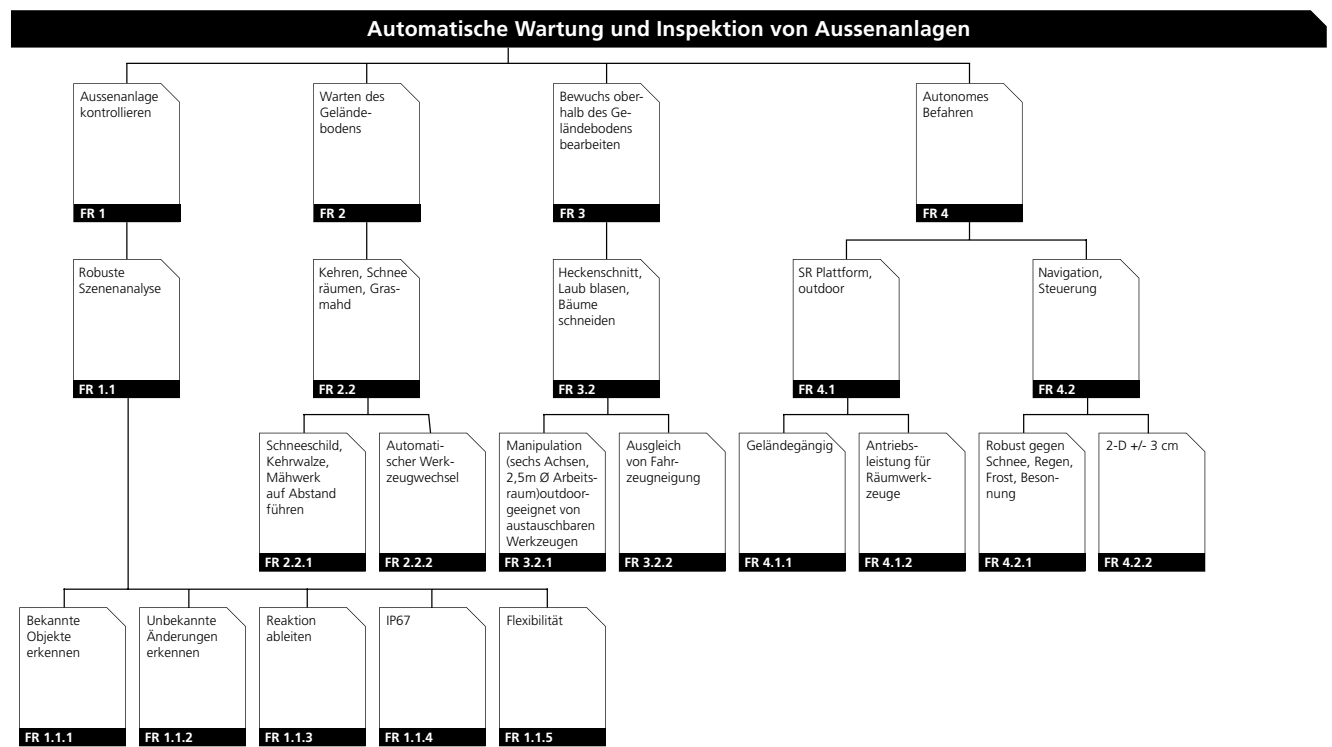 Automatische Wartung und Inspektion von Aussenanlagen
Aussenanlage
kontrollieren
FR 1
Warten des
Gelände-
bodens
FR 2
Bewuchs ober-
halb des Ge-
ländebodens
bearbeiten
FR 3
Autonomes
Befahren
FR 4
Robuste
Szenenanalyse
FR 1.1
Kehren, Schnee
räumen, Gras-
mahd
FR 2.2
Heckenschnitt,
Laub blasen,
Bäume
schneiden
FR 3.2
SR Plattform,
outdoor
FR 4.1
Navigation,
Steuerung
FR 4.2
Schneeschild,
Kehrwalze,
Mähwerk
auf Abstand
führen
FR 2.2.1
Automati-
scher Werk-
zeugwechsel
FR 2.2.2
Manipulation
(sechs Achsen,
2,5m Ø Arbeits-
raum)outdoor-
geeignet von
austauschbaren
Werkzeugen
FR 3.2.1
Ausgleich
von Fahr-
zeugneigung
FR 3.2.2
Geländegängig
FR 4.1.1
Antriebs-
leistung für
Räumwerk-
zeuge
FR 4.1.2
Robust gegen
Schnee, Regen,
Frost, Beson-
nung
FR 4.2.1
2-D +/- 3 cm
FR 4.2.2
Bekannte
Objekte
erkennen
FR 1.1.1
Unbekannte
Änderungen
erkennen
FR 1.1.2
Reaktion
ableiten
FR 1.1.3
IP67
FR 1.1.4
Flexibilität
FR 1.1.5